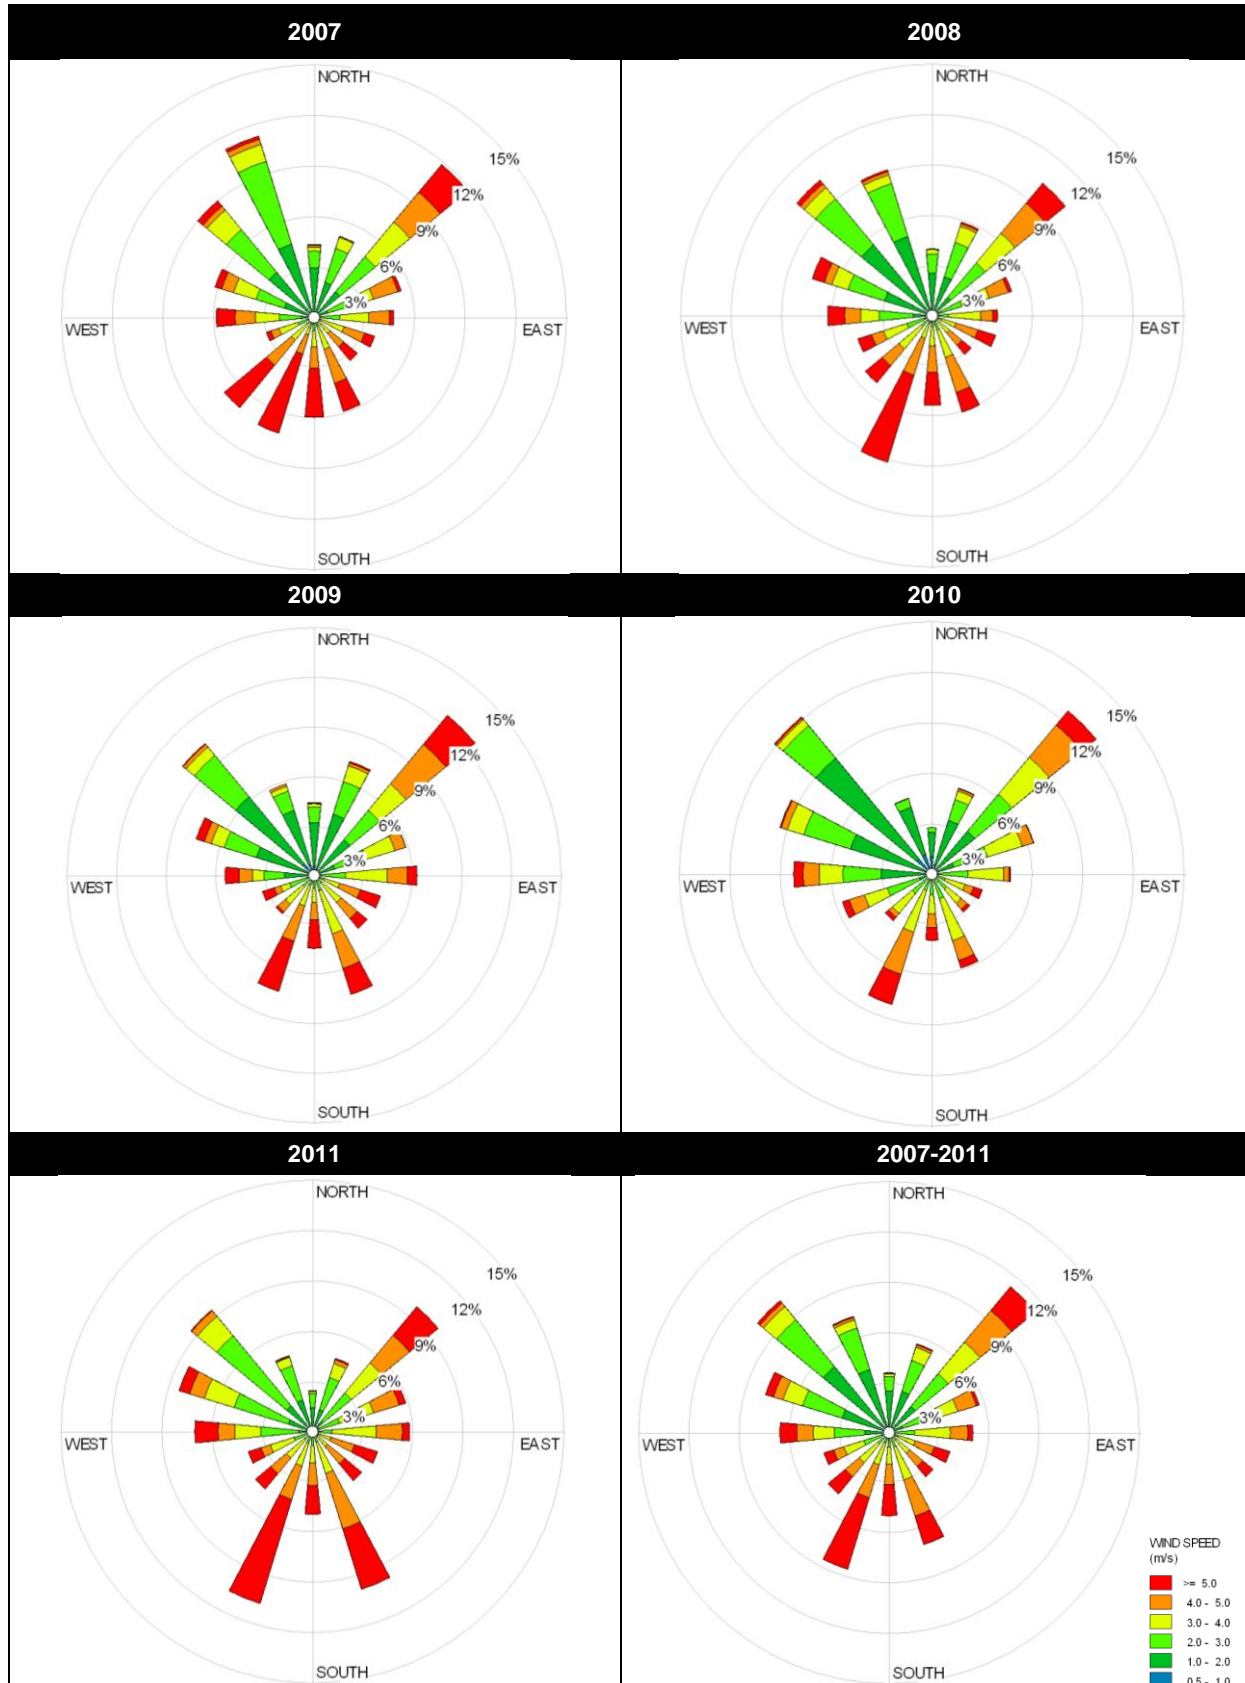 2007
2008
NORTH
15%
12%
9%
6%
3%
WEST
EAST
SOUTH
NORTH
15%
12%
9%
6%
3%
WEST
EAST
SOUTH
2009
2010
NORTH
15%
12%
9%
6%
3%
WEST
EAST
SOUTH
NORTH
15%
12%
9%
6%
3%
WEST
EAST
SOUTH
2011
2007-2011
NORTH
15%
12%
9%
6%
3%
WEST
EAST
SOUTH
NORTH
15%
12%
9%
6%
3%
WEST
EAST
SOUTH
WIND SPEED
(m/s)
>= 5.0
4.0 - 5.0
3.0 - 4.0
2.0 - 3.0
1.0 - 2.0
0.5 - 1.0